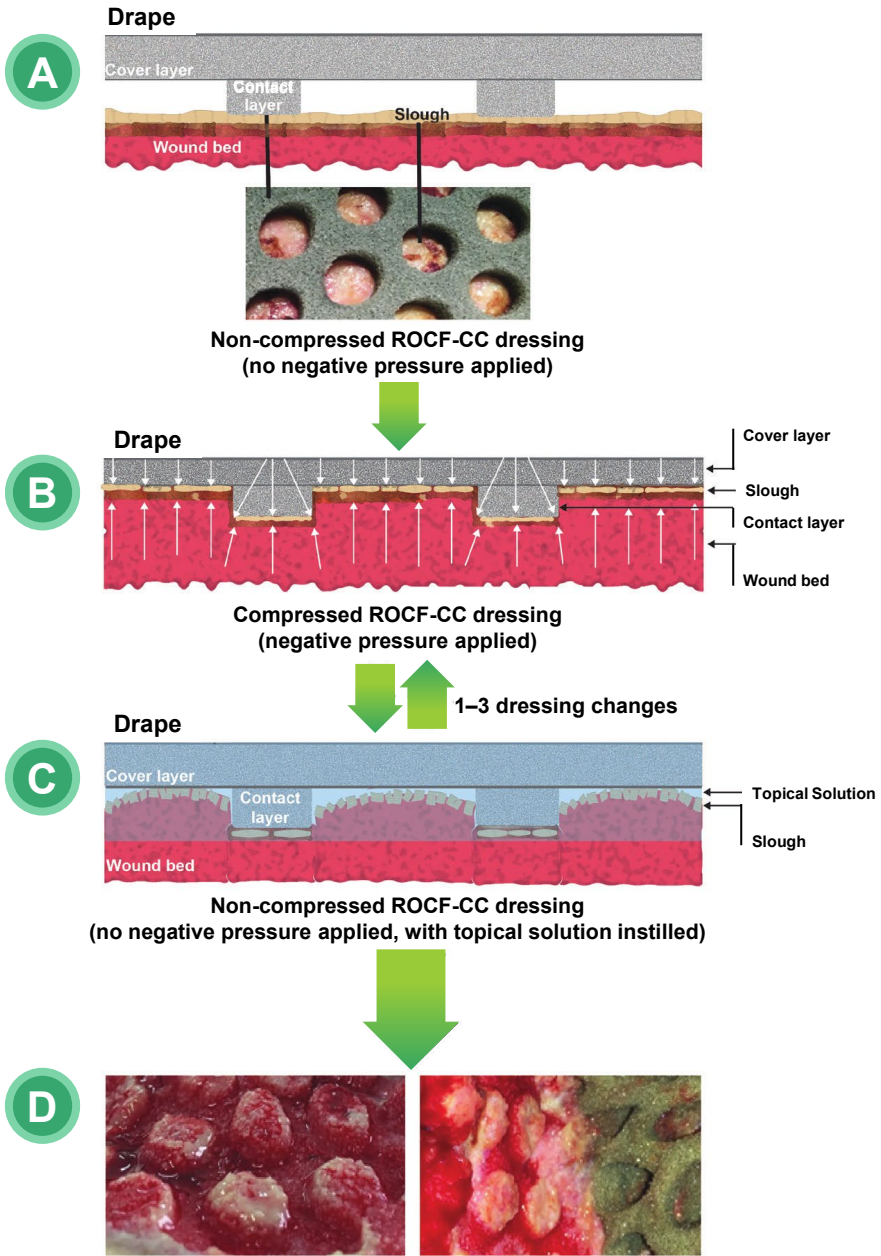 Drape
A
Cover layer
Contact
layer
Slough
Wound bed
Non-compressed ROCF-CC dressing
(no negative pressure applied)
Drape
B
Cover layer
Slough
Contact layer
Wound bed
Compressed ROCF-CC dressing
(negative pressure applied)
1–3 dressing changes
Drape
C
Cover layer
Contact
layer
Topical Solution
Slough
Wound bed
Non-compressed ROCF-CC dressing
(no negative pressure applied, with topical solution instilled)
D